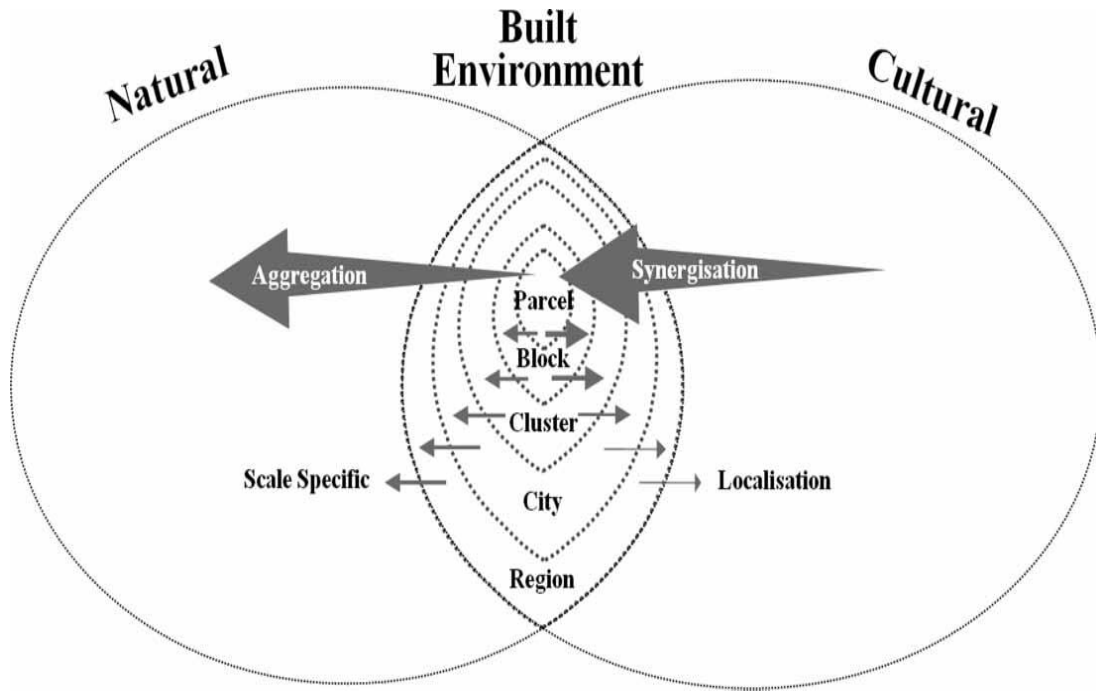 Built
Environment
Natural
Cultural
Aggregation
Synergisation
Parcel
Block
Cluster
Scale Specific
Localisation
City
Region